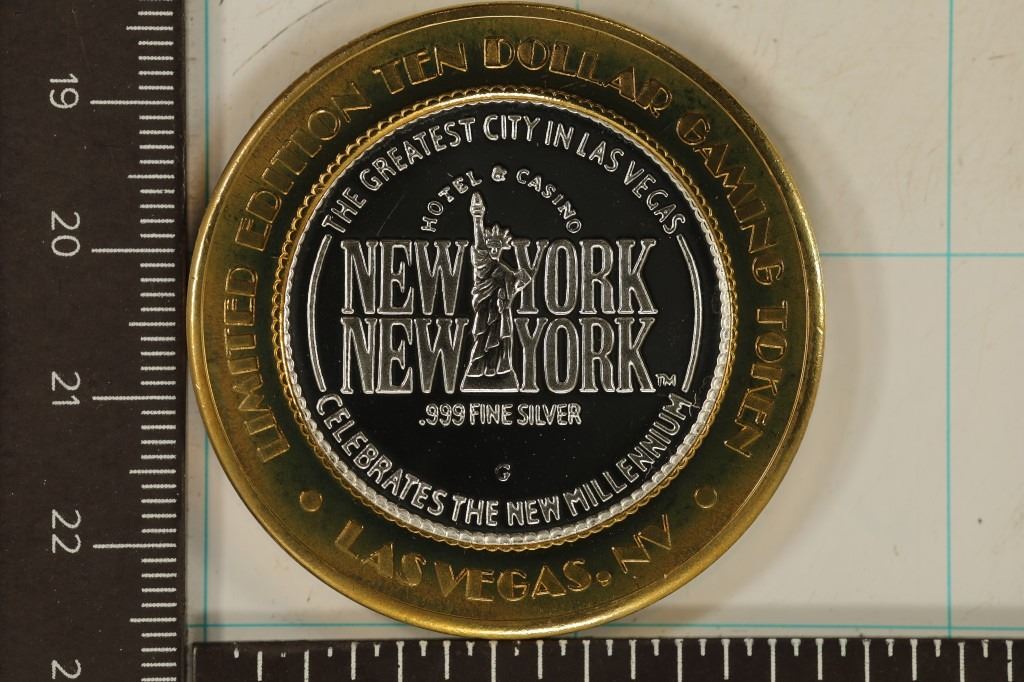 LIMITED EDITION TEN DOLLAR GAMING TOKEN
LAS VEGAS, NV
THE GREATEST CITY IN LAS VEGAS
HOTEL & CASINO
NEW YORK
NEW YORK TM
.999 FINE SILVER
G
CELEBRATES THE NEW MILLENNIUM
19
20
21
22